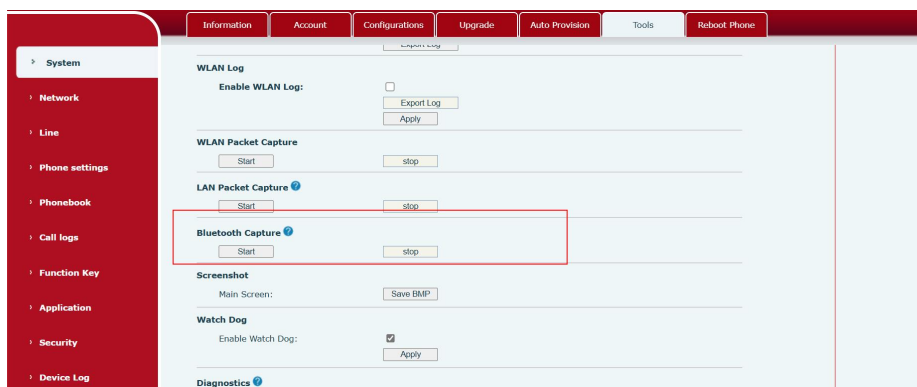 Information Account Configurations Upgrade Auto Provision Tools Reboot Phone
› System
› Network
› Line
› Phone settings
› Phonebook
› Call logs
› Function Key
› Application
› Security
› Device Log
Export Log
WLAN Log
Enable WLAN Log:
Export Log
Apply
WLAN Packet Capture
Start stop
LAN Packet Capture ?
Start stop
Bluetooth Capture ?
Start stop
Screenshot
Main Screen: Save BMP
Watch Dog
Enable Watch Dog:
Apply
Diagnostics ?